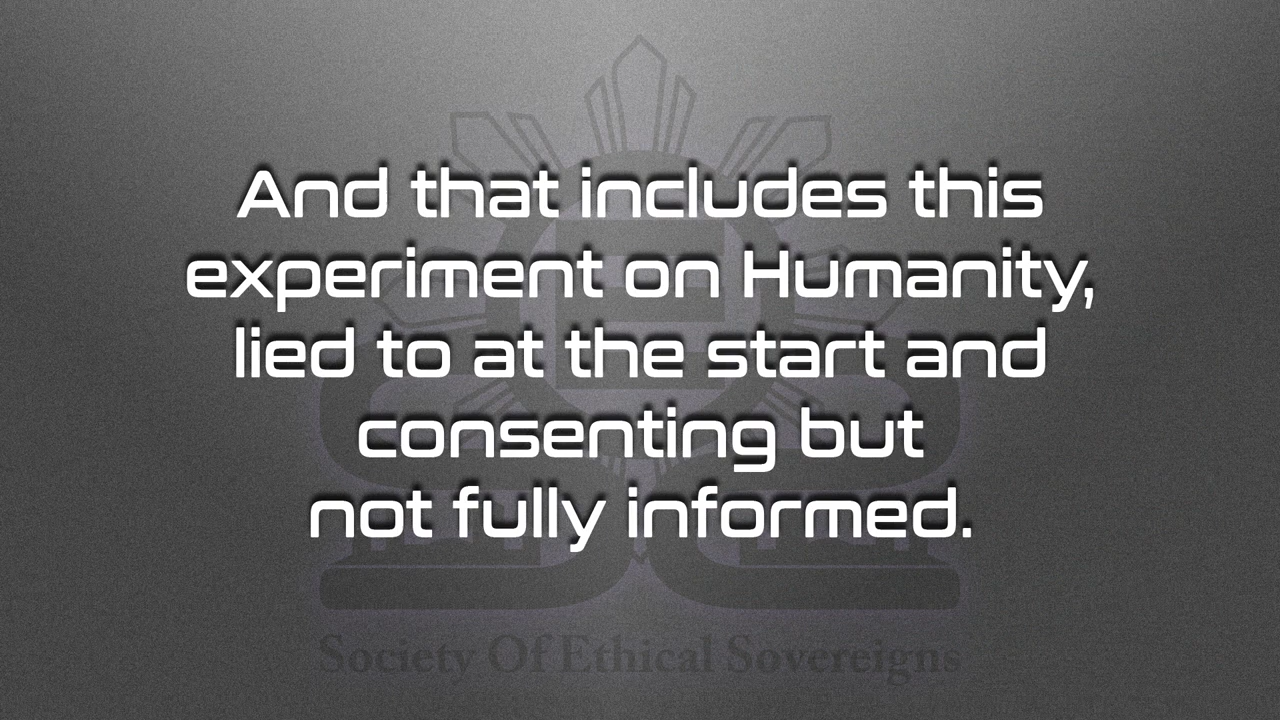 And that includes this
experiment on Humanity,
lied to at the start and
consenting but
not fully informed.
Society Of Ethical Sovereigns